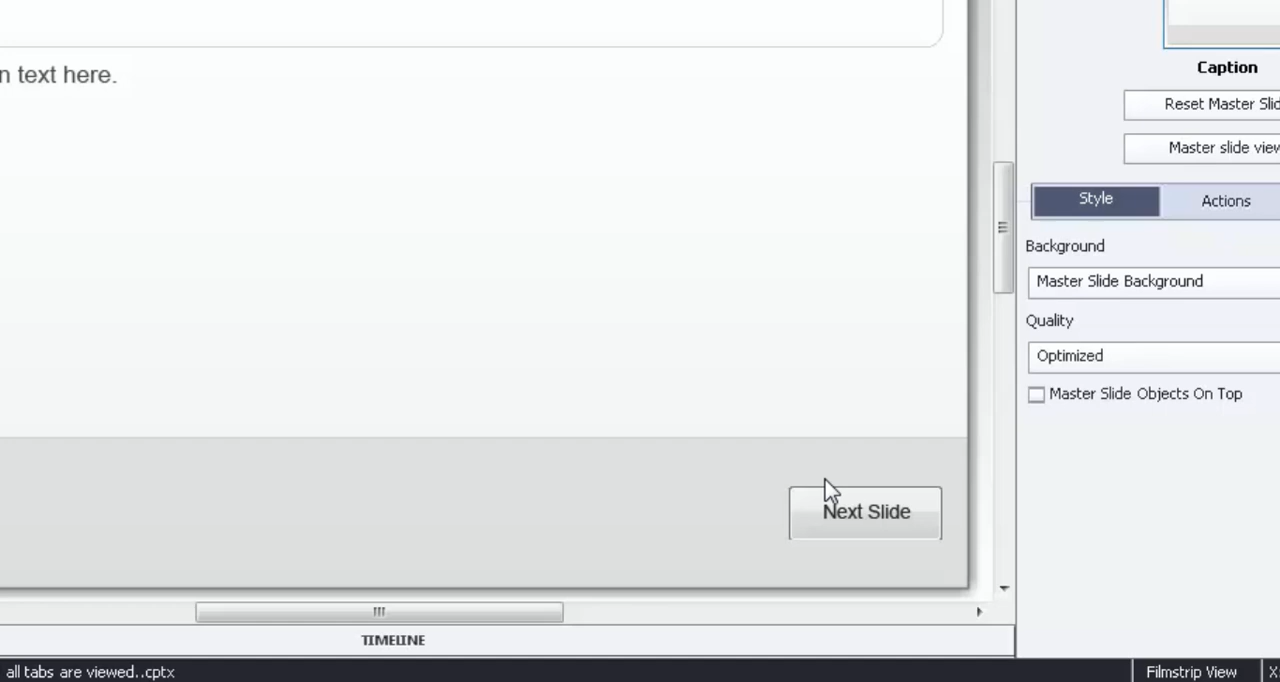 n text here.
Next Slide
TIMELINE
all tabs are viewed..cptx
Caption
Reset Master Slid
Master slide view
Style Actions
Background
Master Slide Background
Quality
Optimized
Master Slide Objects On Top
Filmstrip View X